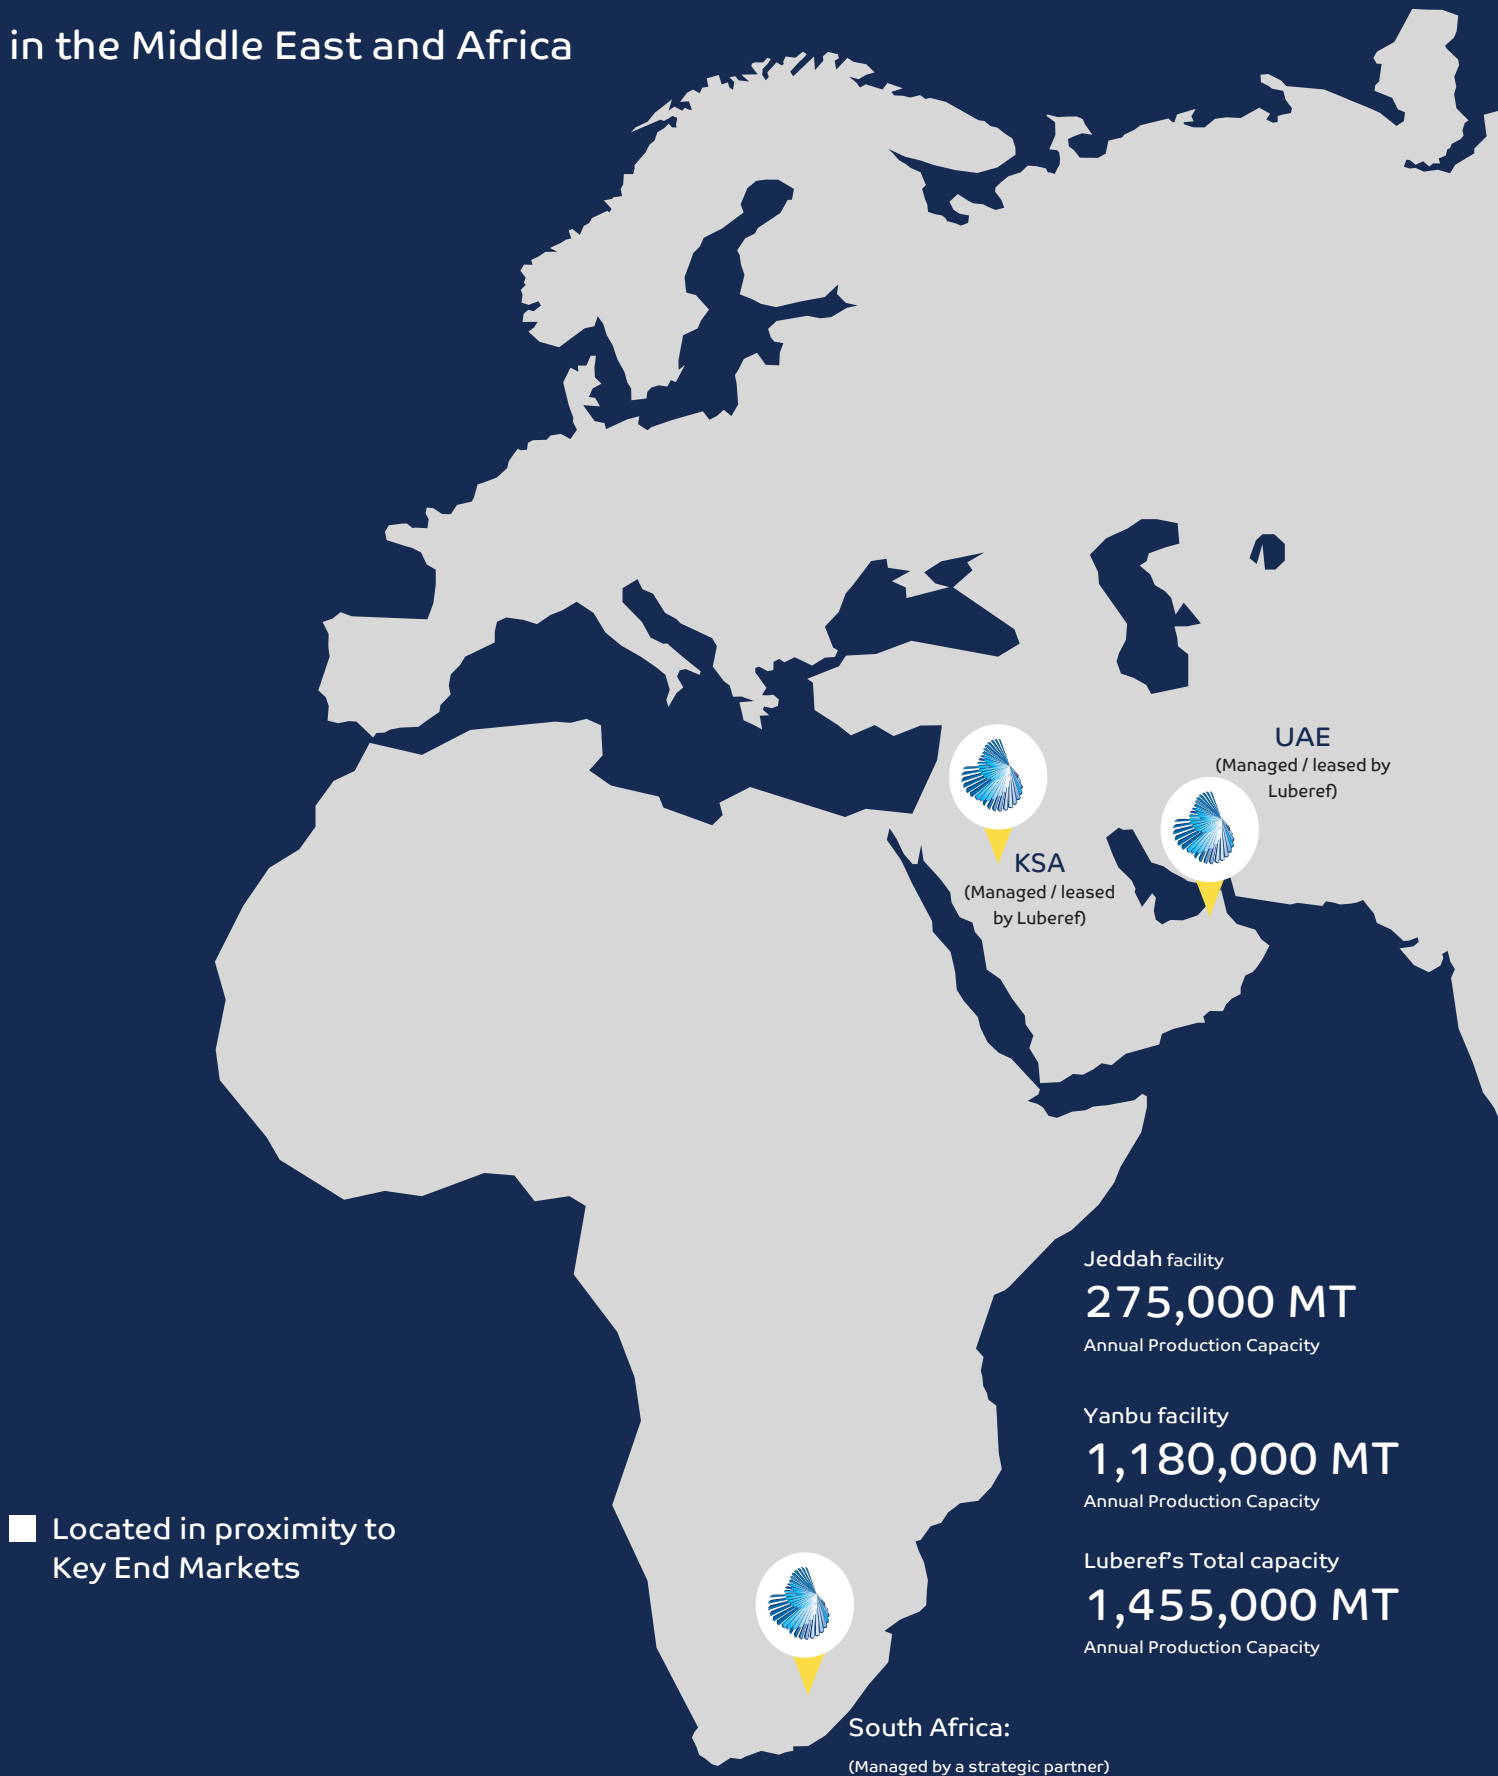 in the Middle East and Africa
UAE
(Managed / leased by
Luberef)
KSA
(Managed / leased
by Luberef)
Jeddah facility
275,000 MT
Annual Production Capacity
Yanbu facility
1,180,000 MT
Annual Production Capacity
Located in proximity to
Key End Markets
Luberef’s Total capacity
1,455,000 MT
Annual Production Capacity
South Africa:
(Managed by a strategic partner)